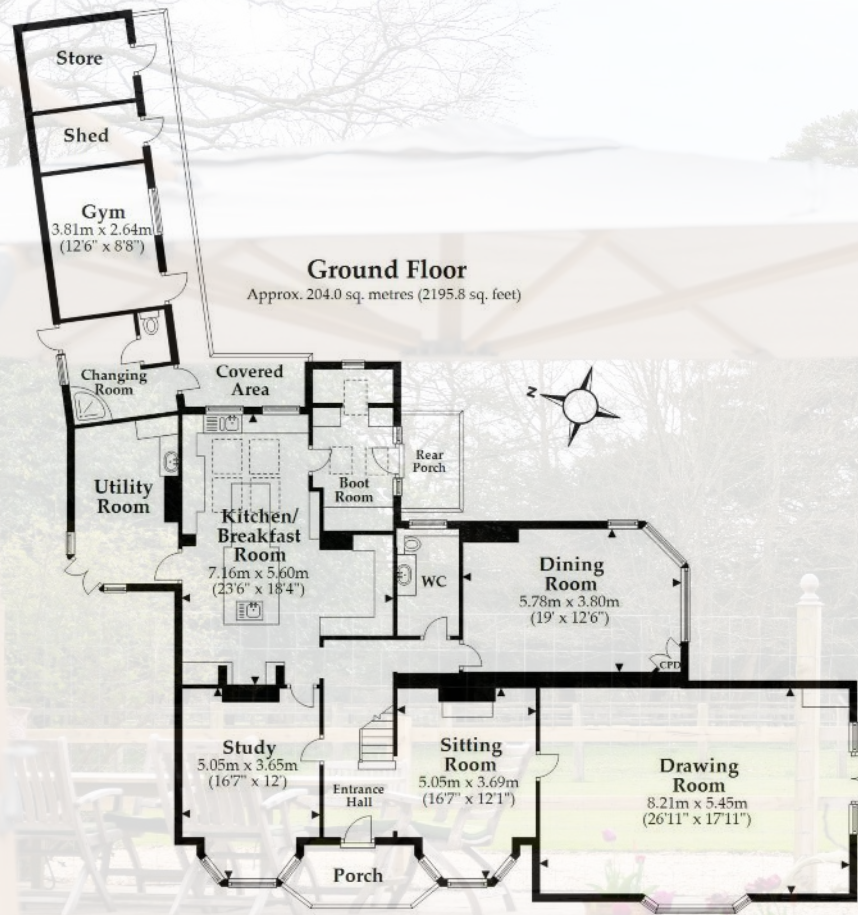 Store
Shed
Gym
3.81m x 2.64m
(12'6" x 8'8")
Ground Floor
Approx. 204.0 sq. metres (2195.8 sq. feet)
Changing
Room
Covered
Area
N
Utility
Room
Boot
Room
Rear
Porch
Kitchen/
Breakfast
Room
7.16m x 5.60m
(23'6" x 18'4")
WC
Dining
Room
5.78m x 3.80m
(19' x 12'6")
CPD
Study
5.05m x 3.65m
(16'7" x 12')
Entrance
Hall
Sitting
Room
5.05m x 3.69m
(16'7" x 12'1")
Drawing
Room
8.21m x 5.45m
(26'11" x 17'11")
Porch